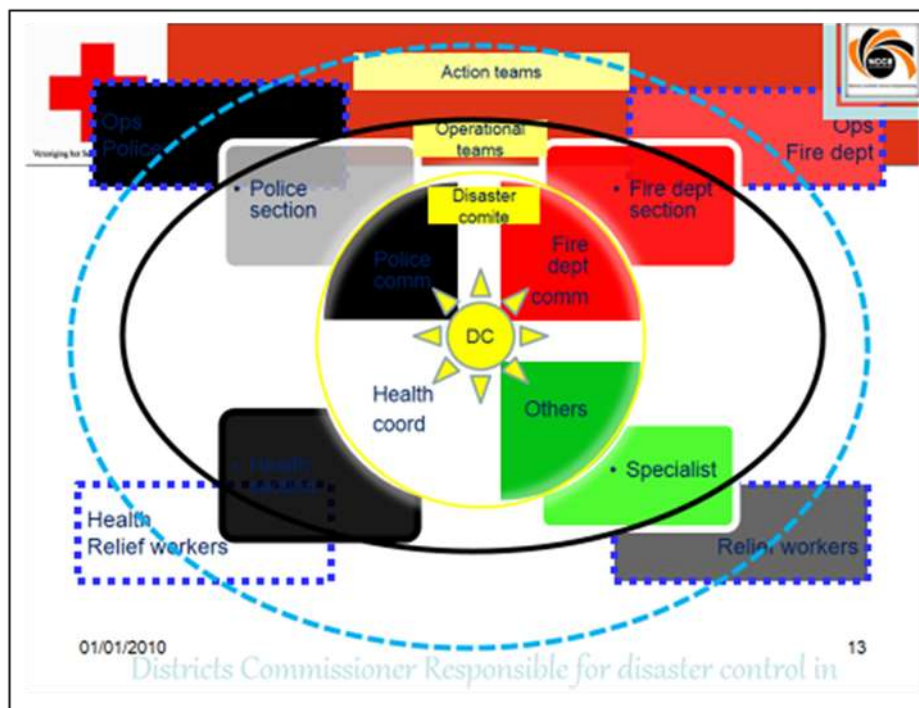 Action teams
Ops
Police
Ops
Fire dept
Operational
teams
• Police
section
• Fire dept
section
Disaster
comite
Police
comm
Fire
dept
comm
DC
Health
coord
Others
• Health
• Specialist
Health
Relief workers
Relief workers
01/01/2010
13
Districts Commissioner Responsible for disaster control in